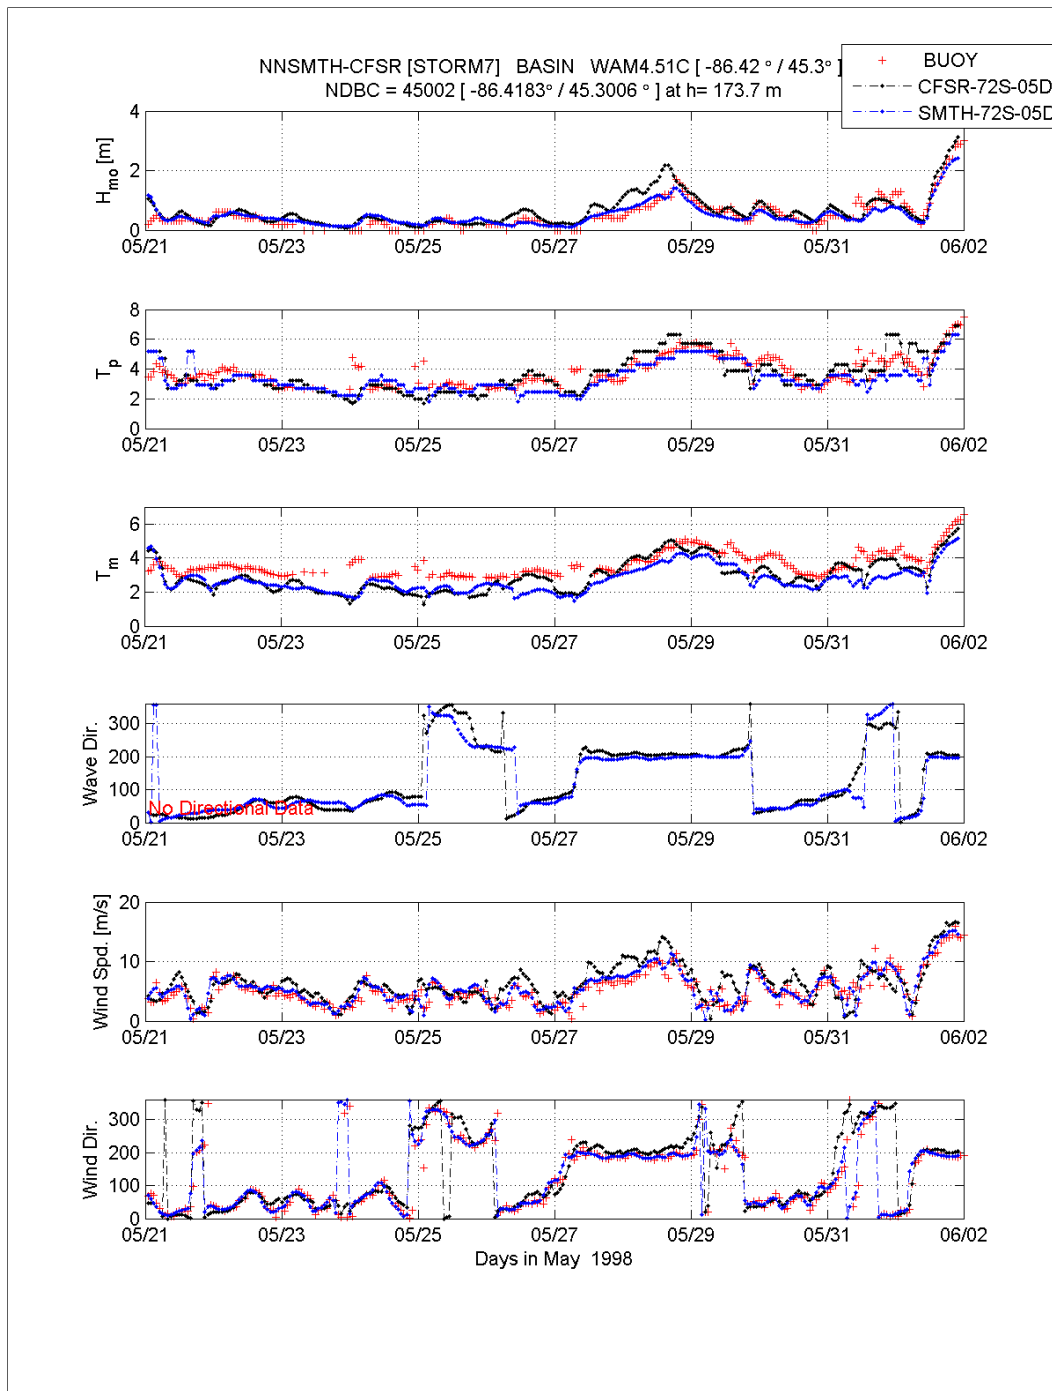 NNSMTH-CFSR [STORM7] BASIN WAM4.51C [ -86.42 ° / 45.3° ]
NDBC = 45002 [ -86.4183° / 45.3006 ° ] at h= 173.7 m
BUOY
CFSR-72S-05D
SMTH-72S-05D
Hmo [m]
4
2
0
05/21 05/23 05/25 05/27 05/29 05/31 06/02
Tp
8
6
4
2
0
05/21 05/23 05/25 05/27 05/29 05/31 06/02
Tm
6
4
2
0
05/21 05/23 05/25 05/27 05/29 05/31 06/02
Wave Dir.
300
200
100
0
No Directional Data
05/21 05/23 05/25 05/27 05/29 05/31 06/02
Wind Spd. [m/s]
20
10
0
05/21 05/23 05/25 05/27 05/29 05/31 06/02
Wind Dir.
300
200
100
0
05/21 05/23 05/25 05/27 05/29 05/31 06/02
Days in May 1998